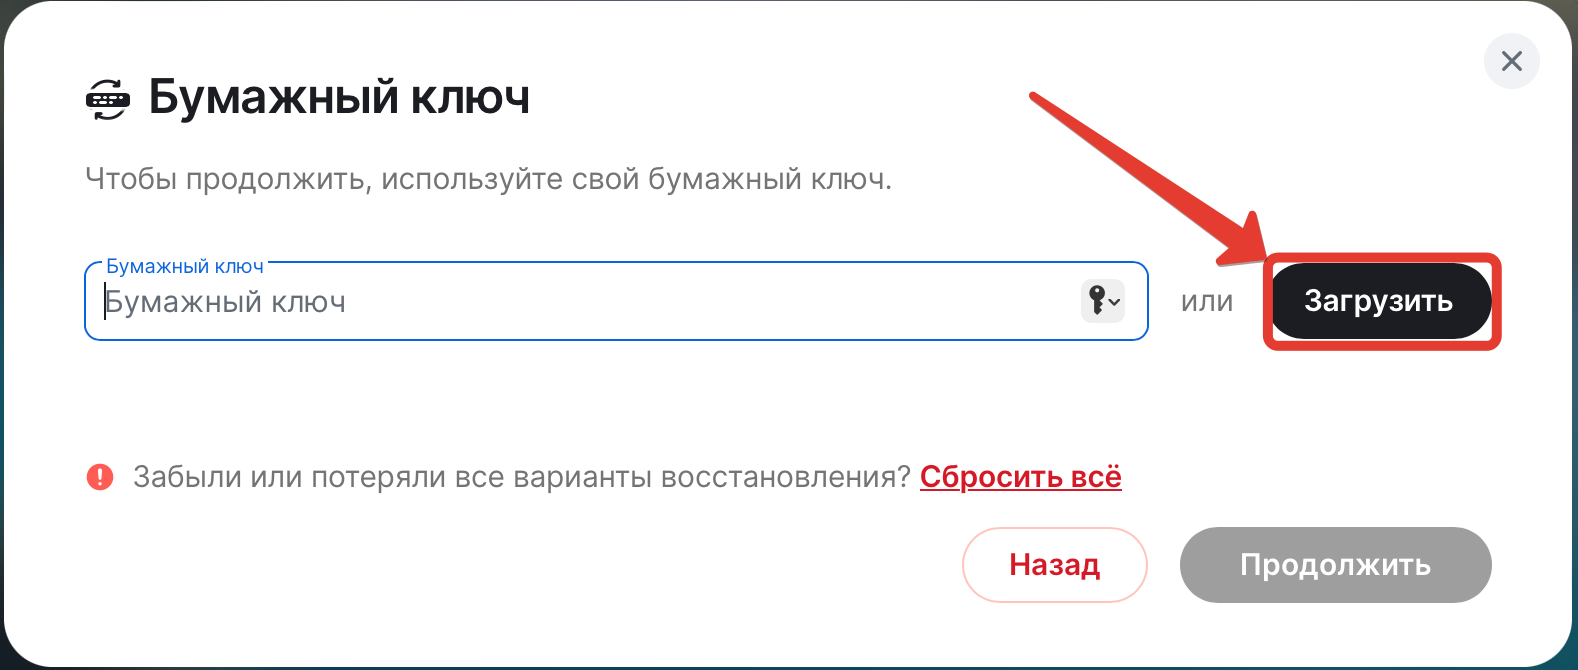 Бумажный ключ
Чтобы продолжить, используйте свой бумажный ключ.
Бумажный ключ
Бумажный ключ
или
Загрузить
Забыли или потеряли все варианты восстановления? Сбросить всё
Назад
Продолжить